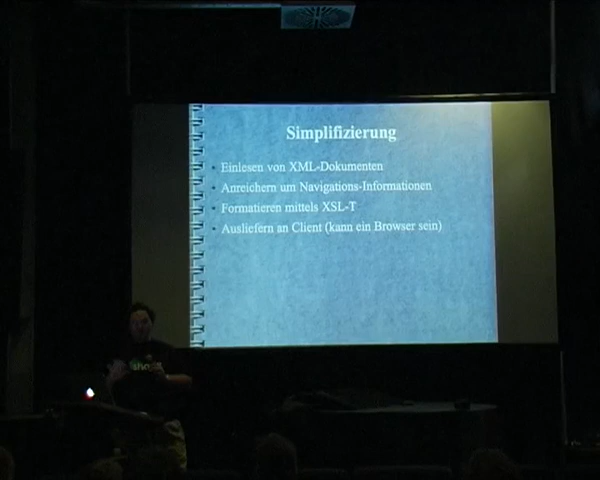 Simplifizierung
• Einlesen von XML-Dokumenten
• Anreichern um Navigations-Informationen
• Formatieren mittels XSL-T
• Ausliefern an Client (kann ein Browser sein)